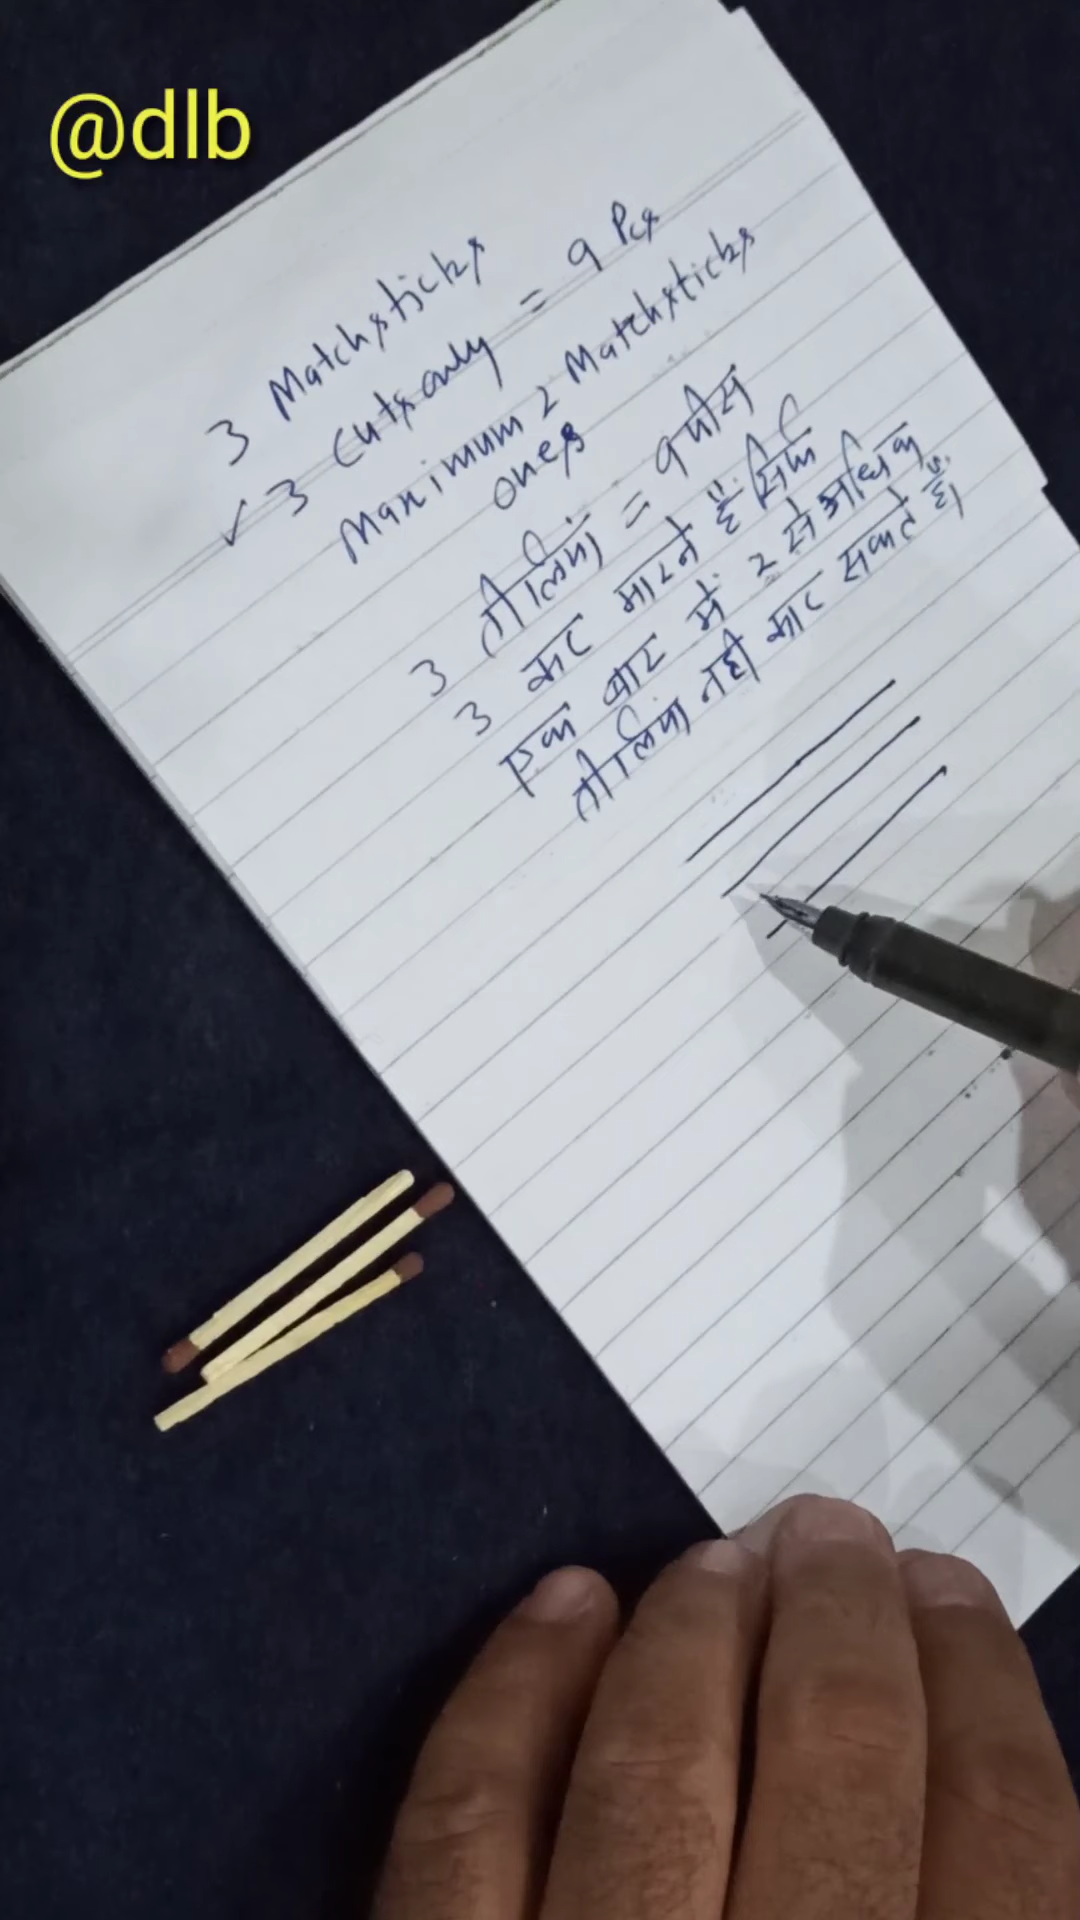 @dlb
3 Matchsticks
✓ 3 Cuts only = 9 Pcs
Maximum 2 Matchsticks
ones
3 तीलियां = 9 पीस
3 कट मारने हैं सिर्फ
एक बार में 2 से अधिक
तीलियां नही काट सकते हैं।